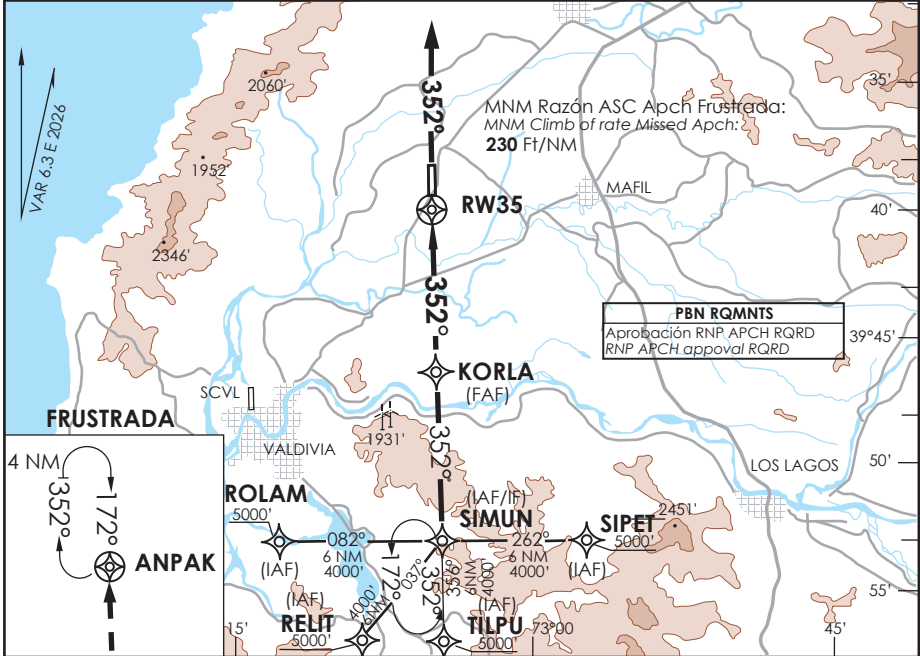 352°
35'
2060'
VAR 6.3 E 2026
MNM Razón ASC Apch Frustrada:
MNM Climb of rate Missed Apch:
230 Ft/NM
1952'
MAFIL
RW35
40'
2346'
352°
PBN RQMNTS
Aprobación RNP APCH RQRD
RNP APCH appoval RQRD
39°45'
KORLA
(FAF)
SCVL
FRUSTRADA
1931'
VALDIVIA
352°
4 NM
352°
172°
ANPAK
50'
LOS LAGOS
ROLAM
5000'
(IAF)
(IAF/IF)
SIMUN
SIPET
5000'
(IAF)
2451'
082°
6 NM
4000'
262°
6 NM
4000'
172°
037°
4000'
6NM
352°
356°
6NM
4000'
55'
(IAF)
RELIT
5000'
(IAF)
TILPU
5000'
15'
73°00
45'